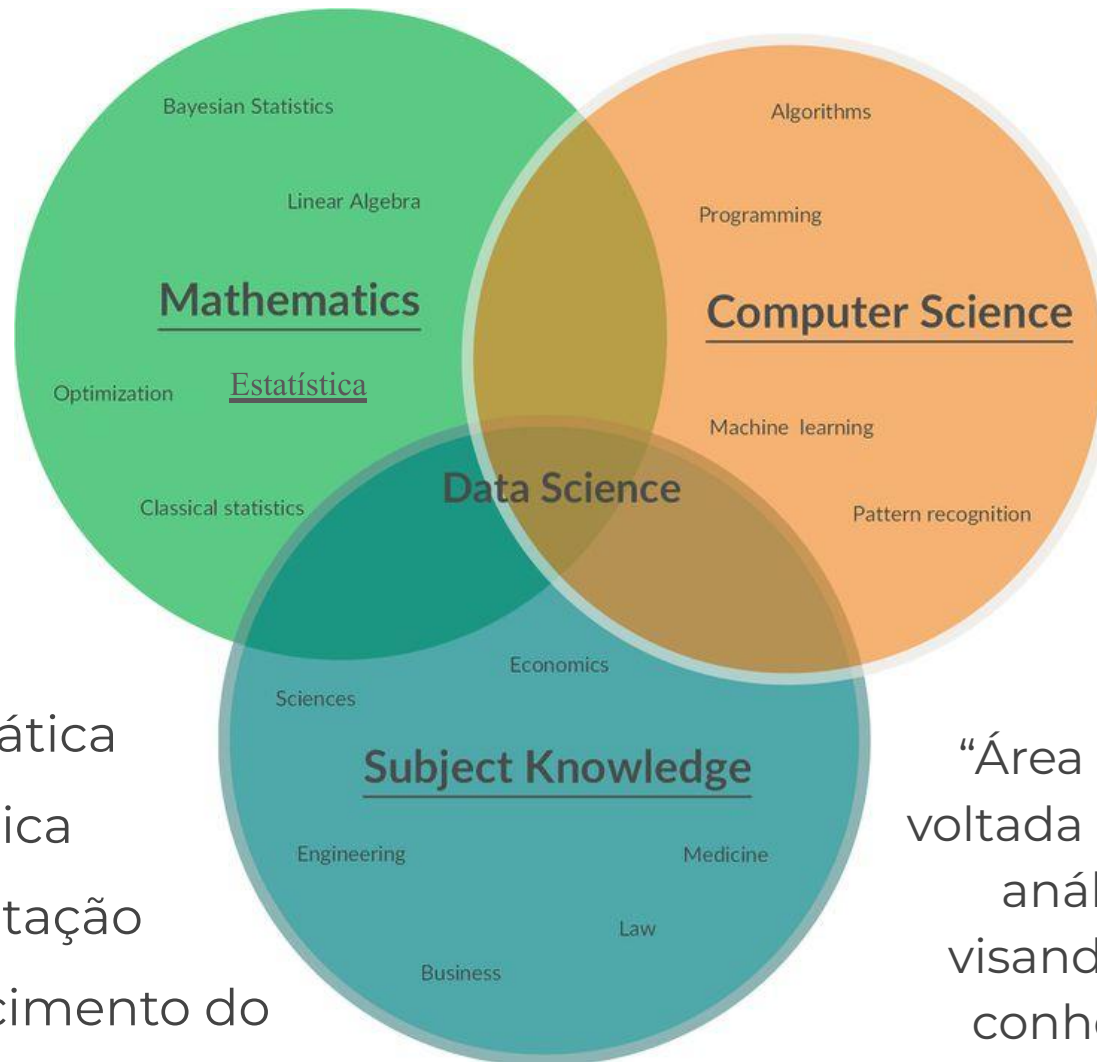 Bayesian Statistics
Linear Algebra
Mathematics
Optimization
Estatística
Classical statistics
Algorithms
Programming
Computer Science
Machine learning
Pattern recognition
Data Science
Economics
Sciences
Subject Knowledge
Engineering
Medicine
Law
Business
ática
ica
tação
cimento do
“Área
voltada
anál
visand
conh